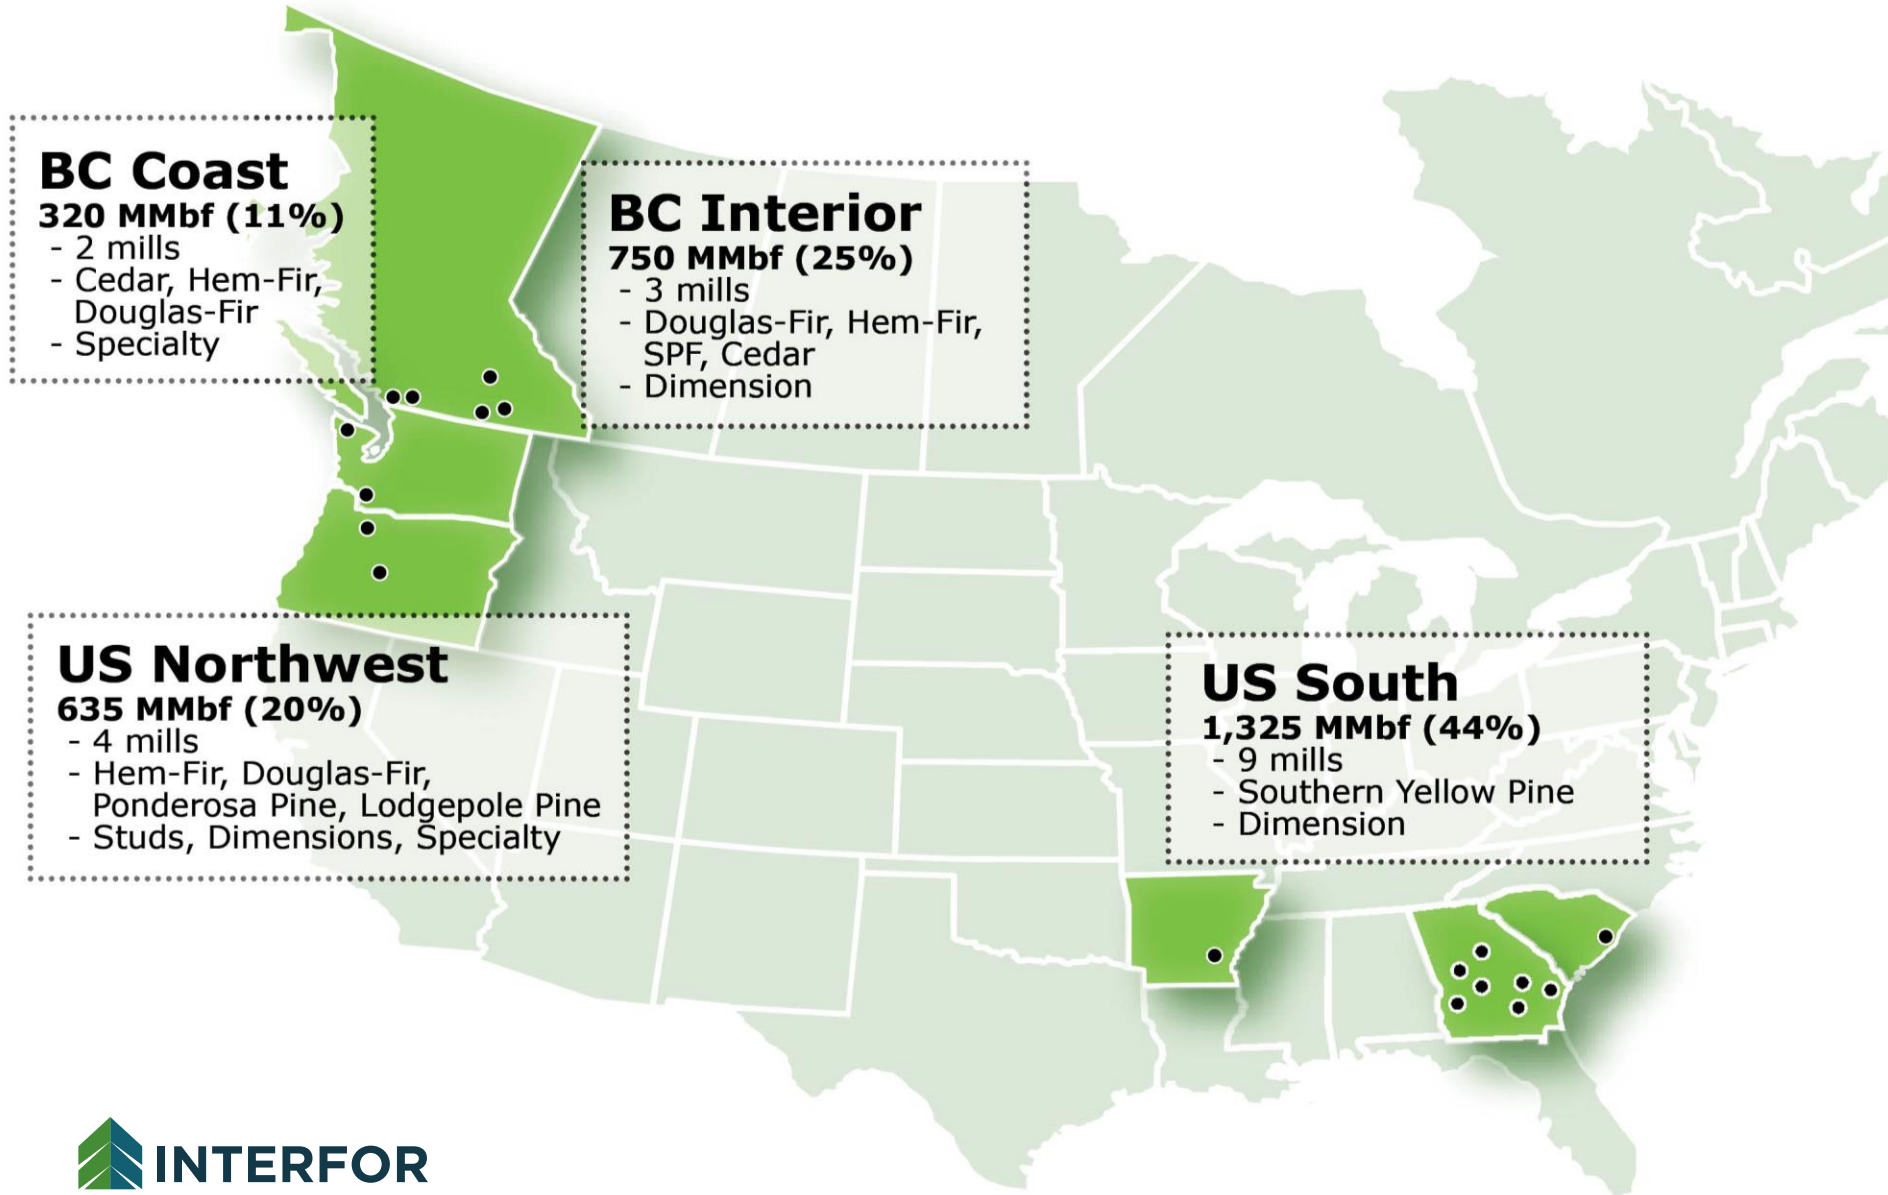 BC Coast
320 MMbf (11%)
- 2 mills
- Cedar, Hem-Fir,
Douglas-Fir
- Specialty
BC Interior
750 MMbf (25%)
- 3 mills
- Douglas-Fir, Hem-Fir,
SPF, Cedar
- Dimension
US Northwest
635 MMbf (20%)
- 4 mills
- Hem-Fir, Douglas-Fir,
Ponderosa Pine, Lodgepole Pine
- Studs, Dimensions, Specialty
US South
1,325 MMbf (44%)
- 9 mills
- Southern Yellow Pine
- Dimension
INTERFOR